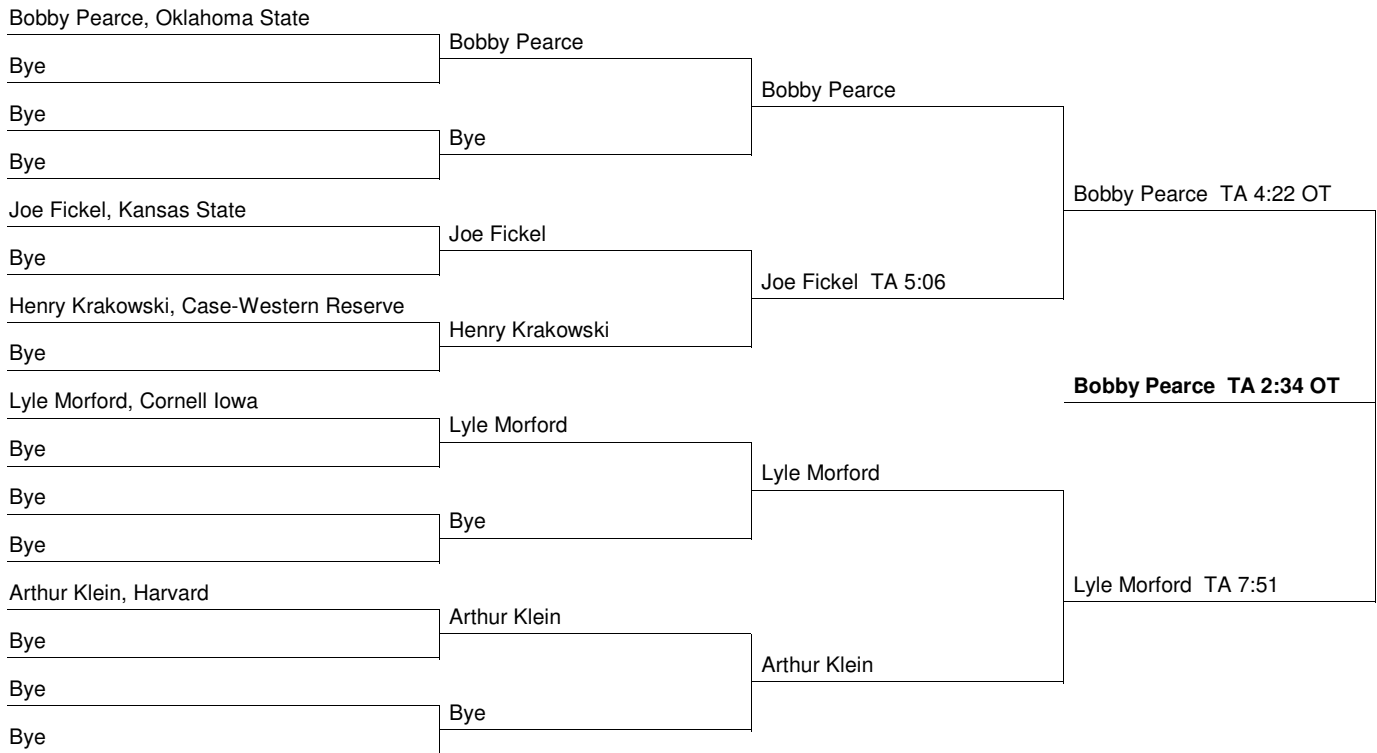 Bobby Pearce, Oklahoma State
Bye
Bye
Bye
Joe Fickel, Kansas State
Bye
Henry Krakowski, Case-Western Reserve
Bye
Lyle Morford, Cornell Iowa
Bye
Bye
Bye
Arthur Klein, Harvard
Bye
Bye
Bye
Bobby Pearce
Bye
Joe Fickel
Henry Krakowski
Lyle Morford
Bye
Arthur Klein
Bye
Bobby Pearce
Joe Fickel TA 5:06
Lyle Morford
Arthur Klein
Bobby Pearce TA 4:22 OT
Bobby Pearce TA 2:34 OT
Lyle Morford TA 7:51